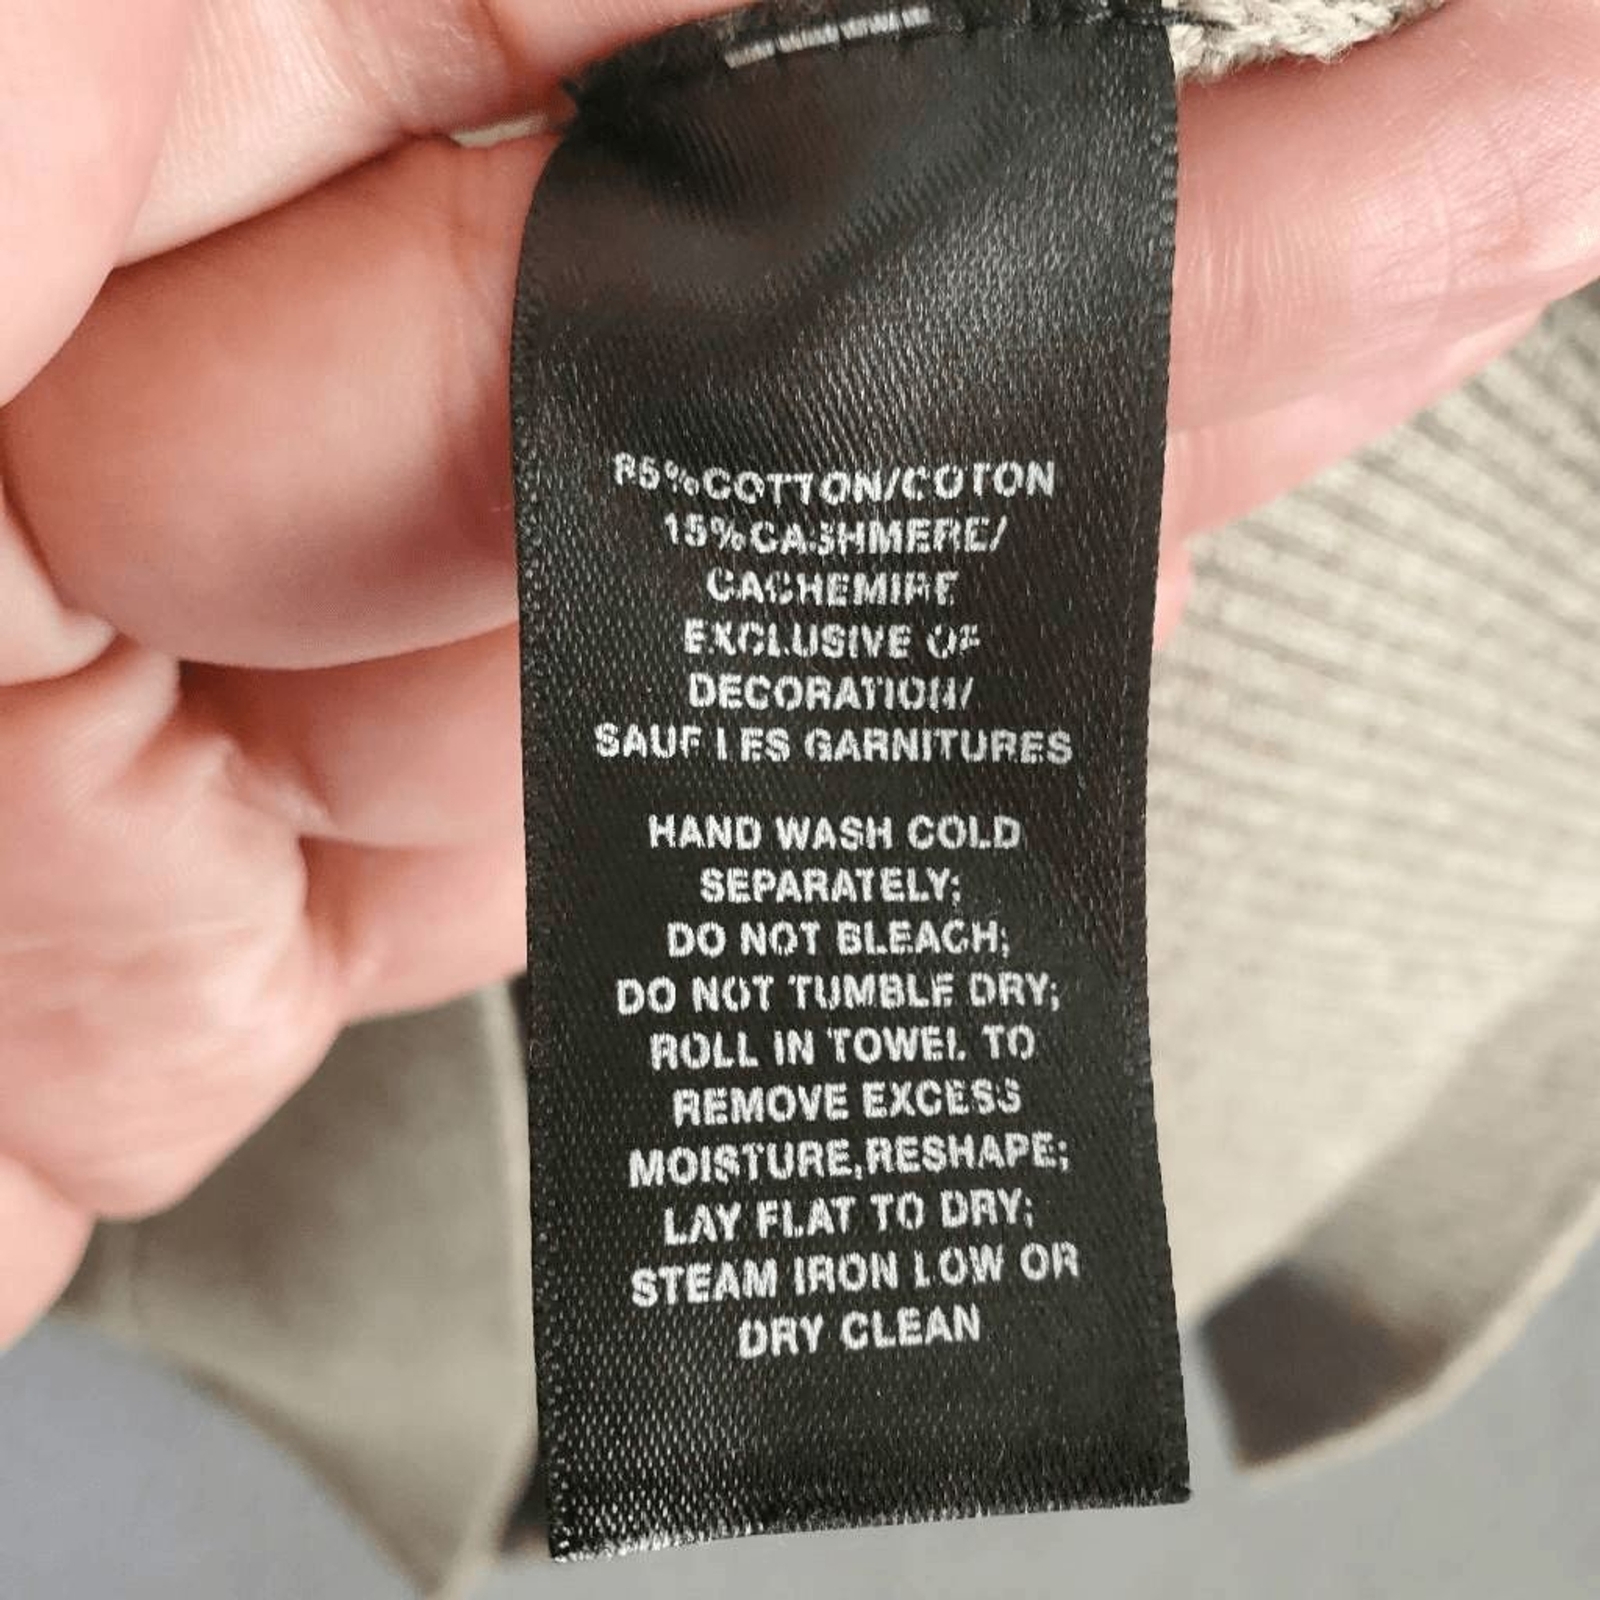 85%COTTON/COTON
15%CASHMERE/
CACHEMIRE
EXCLUSIVE OF
DECORATION/
SAUF LES GARNITURES
HAND WASH COLD
SEPARATELY;
DO NOT BLEACH;
DO NOT TUMBLE DRY;
ROLL IN TOWEL TO
REMOVE EXCESS
MOISTURE,RESHAPE;
LAY FLAT TO DRY;
STEAM IRON LOW OR
DRY CLEAN